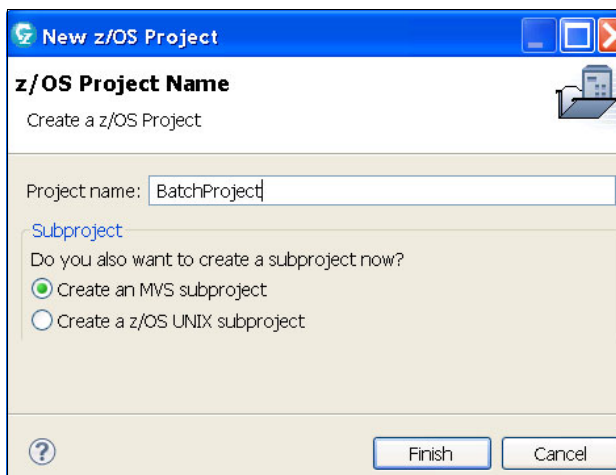 New z/OS Project
z/OS Project Name
Create a z/OS Project
Project name: BatchProject
Subproject
Do you also want to create a subproject now?
Create an MVS subproject
Create a z/OS UNIX subproject
?
Finish Cancel